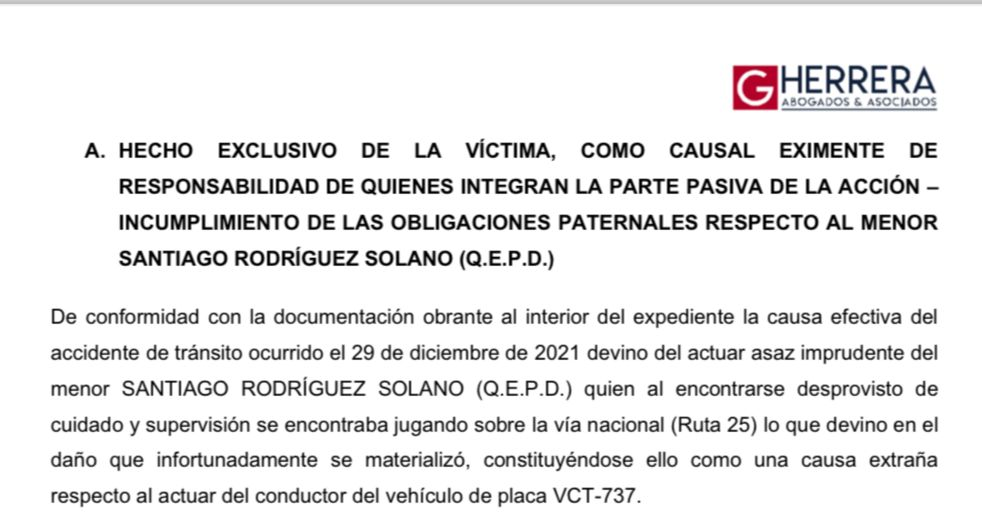 G HERRERA
ABOGADOS & ASOCIADOS
A. HECHO EXCLUSIVO DE LA VÍCTIMA, COMO CAUSAL EXIMENTE DE
RESPONSABILIDAD DE QUIENES INTEGRAN LA PARTE PASIVA DE LA ACCIÓN –
INCUMPLIMIENTO DE LAS OBLIGACIONES PATERNALES RESPECTO AL MENOR
SANTIAGO RODRÍGUEZ SOLANO (Q.E.P.D.)
De conformidad con la documentación obrante al interior del expediente la causa efectiva del
accidente de tránsito ocurrido el 29 de diciembre de 2021 devino del actuar asaz imprudente del
menor SANTIAGO RODRÍGUEZ SOLANO (Q.E.P.D.) quien al encontrarse desprovisto de
cuidado y supervisión se encontraba jugando sobre la vía nacional (Ruta 25) lo que devino en el
daño que infortunadamente se materializó, constituyéndose ello como una causa extraña
respecto al actuar del conductor del vehículo de placa VCT-737.